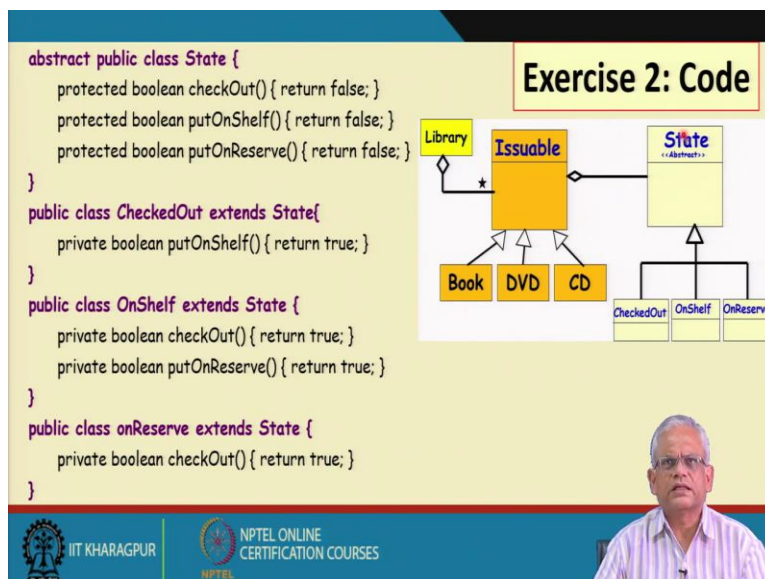 Exercise 2: Code
abstract public class State {
protected boolean checkOut() { return false; }
protected boolean putOnShelf() { return false; }
protected boolean putOnReserve() { return false; }
}
public class CheckedOut extends State{
private boolean putOnShelf() { return true; }
}
public class OnShelf extends State {
private boolean checkOut() { return true; }
private boolean putOnReserve() { return true; }
}
public class onReserve extends State {
private boolean checkOut() { return true; }
}
Library
Issuable
State
<<Abstract>>
*
Book
DVD
CD
CheckedOut
OnShelf
OnReserv
IIT KHARAGPUR
NPTEL
NPTEL ONLINE
CERTIFICATION COURSES